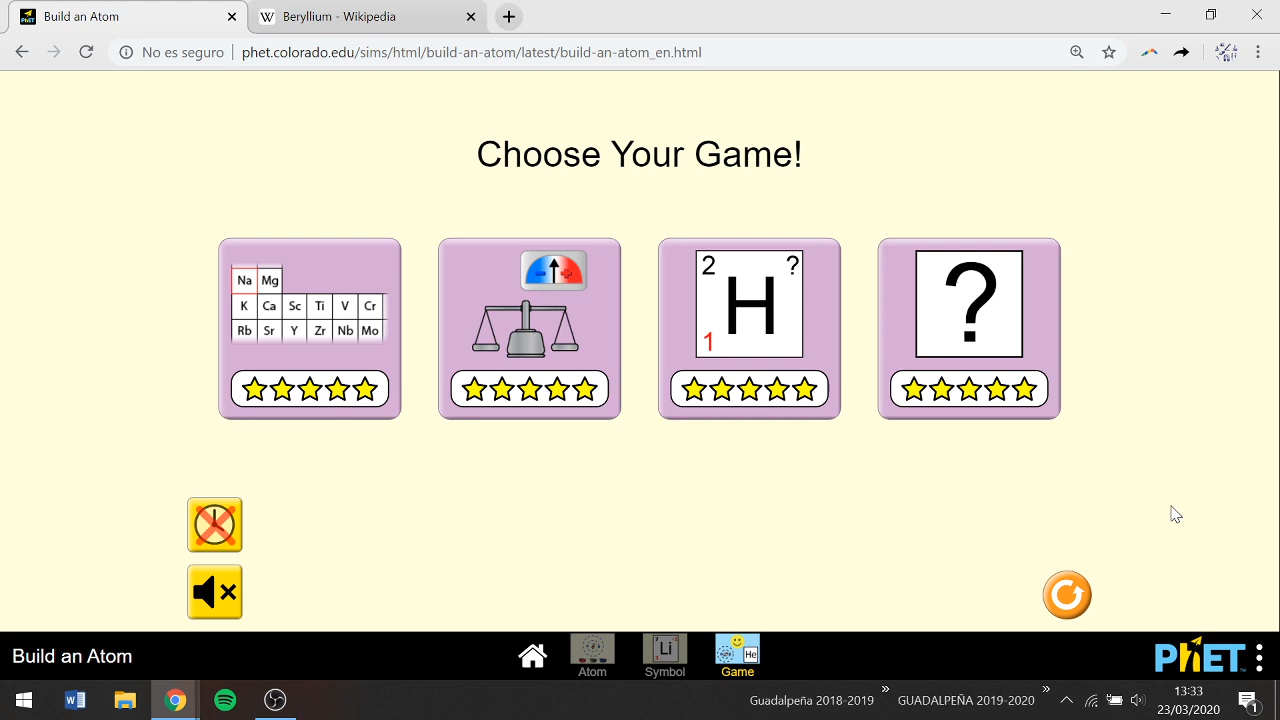 Build an Atom
Beryllium - Wikipedia
No es seguro
phet.colorado.edu/sims/html/build-an-atom/latest/build-an-atom_en.html
Choose Your Game!
Na Mg
K Ca Sc Ti V Cr
Rb Sr Y Zr Nb Mo
- +
2 ?
H
1
?
Build an Atom
Atom
Li
Symbol
He
Game
PhET
W
Guadalpeña 2018-2019 »
GUADALPEÑA 2019-2020 »
13:33
23/03/2020
1